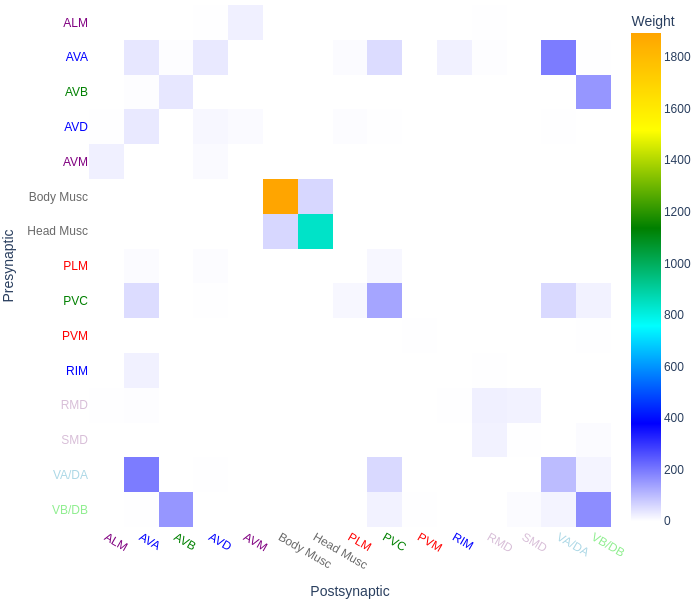 Weight
ALM
AVA
AVB
AVD
AVM
Body Musc
Head Musc
PLM
PVC
PVM
RIM
RMD
SMD
VA/DA
VB/DB
Presynaptic
1800
1600
1400
1200
1000
800
600
400
200
0
ALM
AVA
AVB
AVD
AVM
Body Musc
Head Musc
PLM
PVC
PVM
RIM
RMD
SMD
VA/DA
VB/DB
Postsynaptic